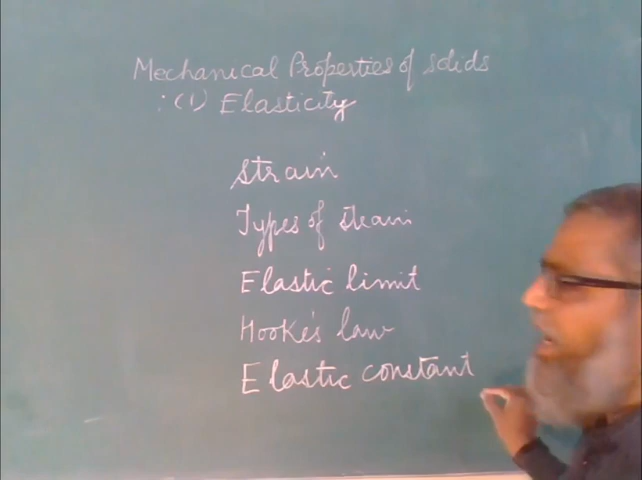 Mechanical Properties of solids
:(1) Elasticity
Strain
Types of strain
Elastic limit
Hooke's law
Elastic constant